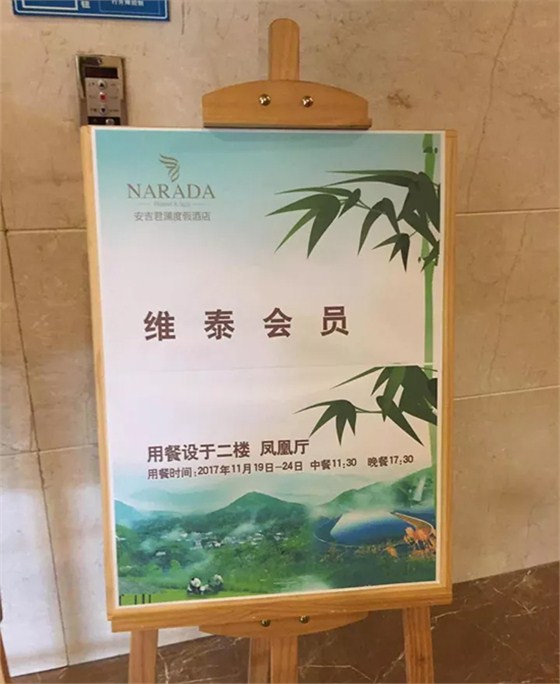 NARADA
Resort & Spa
安吉君澜度假酒店
维泰会员
用餐设于二楼 凤凰厅
用餐时间:2017年11月19日-24日 中餐11:30 晚餐17:30